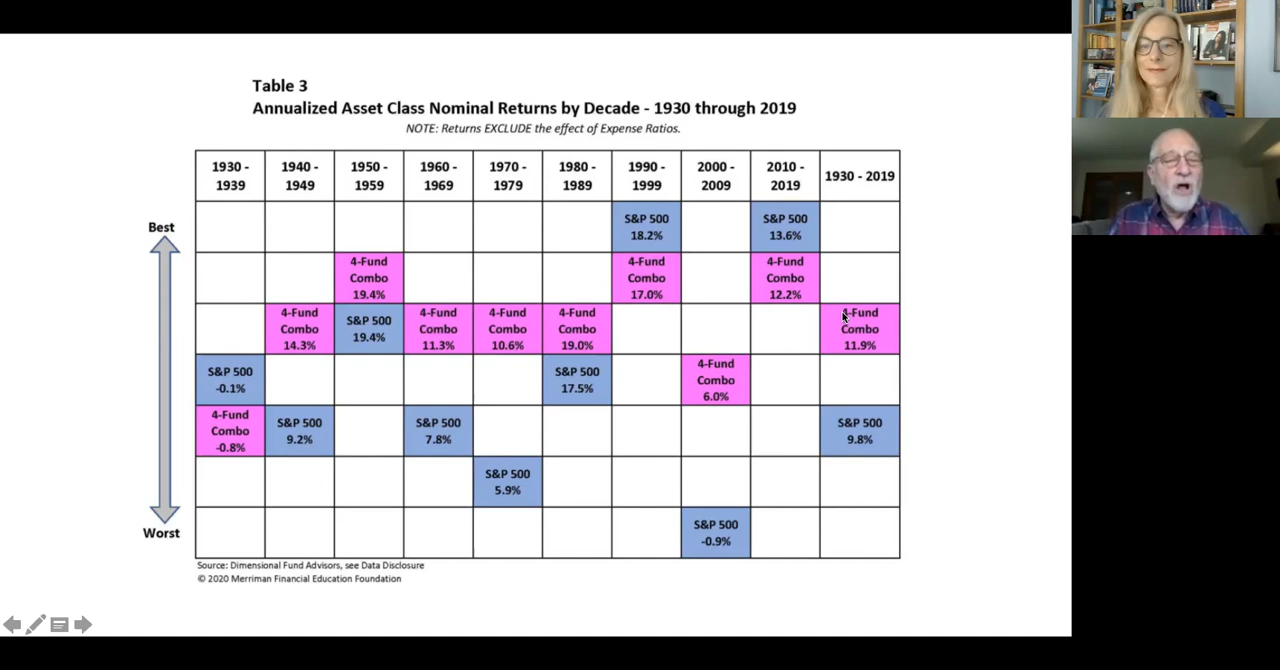 Table 3
Annualized Asset Class Nominal Returns by Decade - 1930 through 2019
NOTE: Returns EXCLUDE the effect of Expense Ratios.
1930 -
1939
1940 -
1949
1950 -
1959
1960 -
1969
1970 -
1979
1980 -
1989
1990 -
1999
2000 -
2009
2010 -
2019
1930 - 2019
Best
S&P 500
18.2%
S&P 500
13.6%
4-Fund
Combo
19.4%
4-Fund
Combo
17.0%
4-Fund
Combo
12.2%
4-Fund
Combo
14.3%
S&P 500
19.4%
4-Fund
Combo
11.3%
4-Fund
Combo
10.6%
4-Fund
Combo
19.0%
4-Fund
Combo
11.9%
S&P 500
-0.1%
S&P 500
17.5%
4-Fund
Combo
6.0%
4-Fund
Combo
-0.8%
S&P 500
9.2%
S&P 500
7.8%
S&P 500
9.8%
S&P 500
5.9%
S&P 500
-0.9%
Worst
Source: Dimensional Fund Advisors, see Data Disclosure
© 2020 Merriman Financial Education Foundation